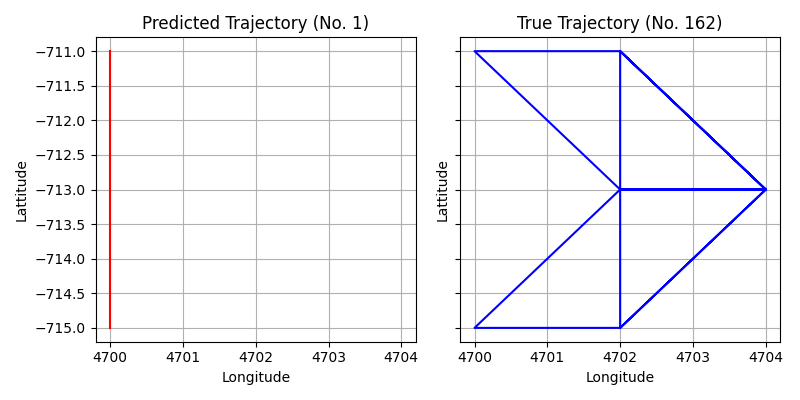 Predicted Trajectory (No. 1)
True Trajectory (No. 162)
−711.0
−711.5
−712.0
−712.5
−713.0
−713.5
−714.0
−714.5
−715.0
Lattitude
Lattitude
4700 4701 4702 4703 4704
4700 4701 4702 4703 4704
Longitude
Longitude